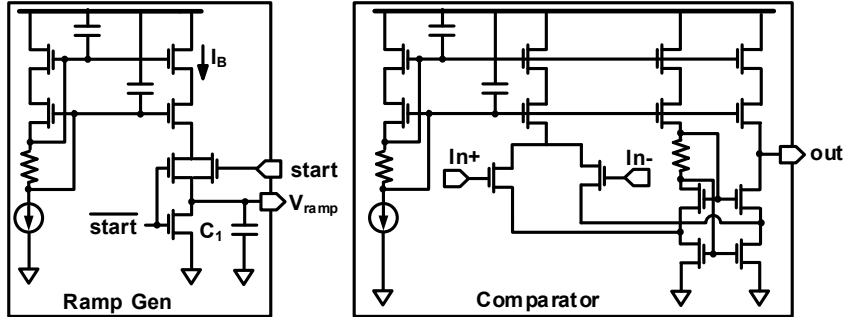 I_B
start
V_ramp
start
C_1
Ramp Gen
In+
In-
out
Comparator